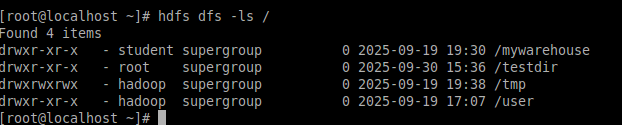 [root@localhost ~]# hdfs dfs -ls /
Found 4 items
drwxr-xr-x   - student supergroup          0 2025-09-19 19:30 /mywarehouse
drwxr-xr-x   - root    supergroup          0 2025-09-30 15:36 /testdir
drwxrwxrwx   - hadoop  supergroup          0 2025-09-19 19:38 /tmp
drwxr-xr-x   - hadoop  supergroup          0 2025-09-19 17:07 /user
[root@localhost ~]#